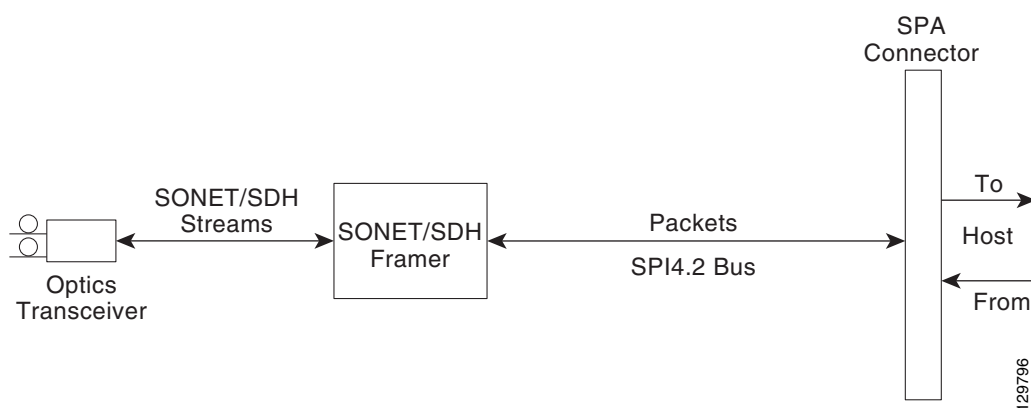 SPA
Connector
SONET/SDH
Streams
SONET/SDH
Framer
Packets
SPI4.2 Bus
To
Host
From
Optics
Transceiver
129796